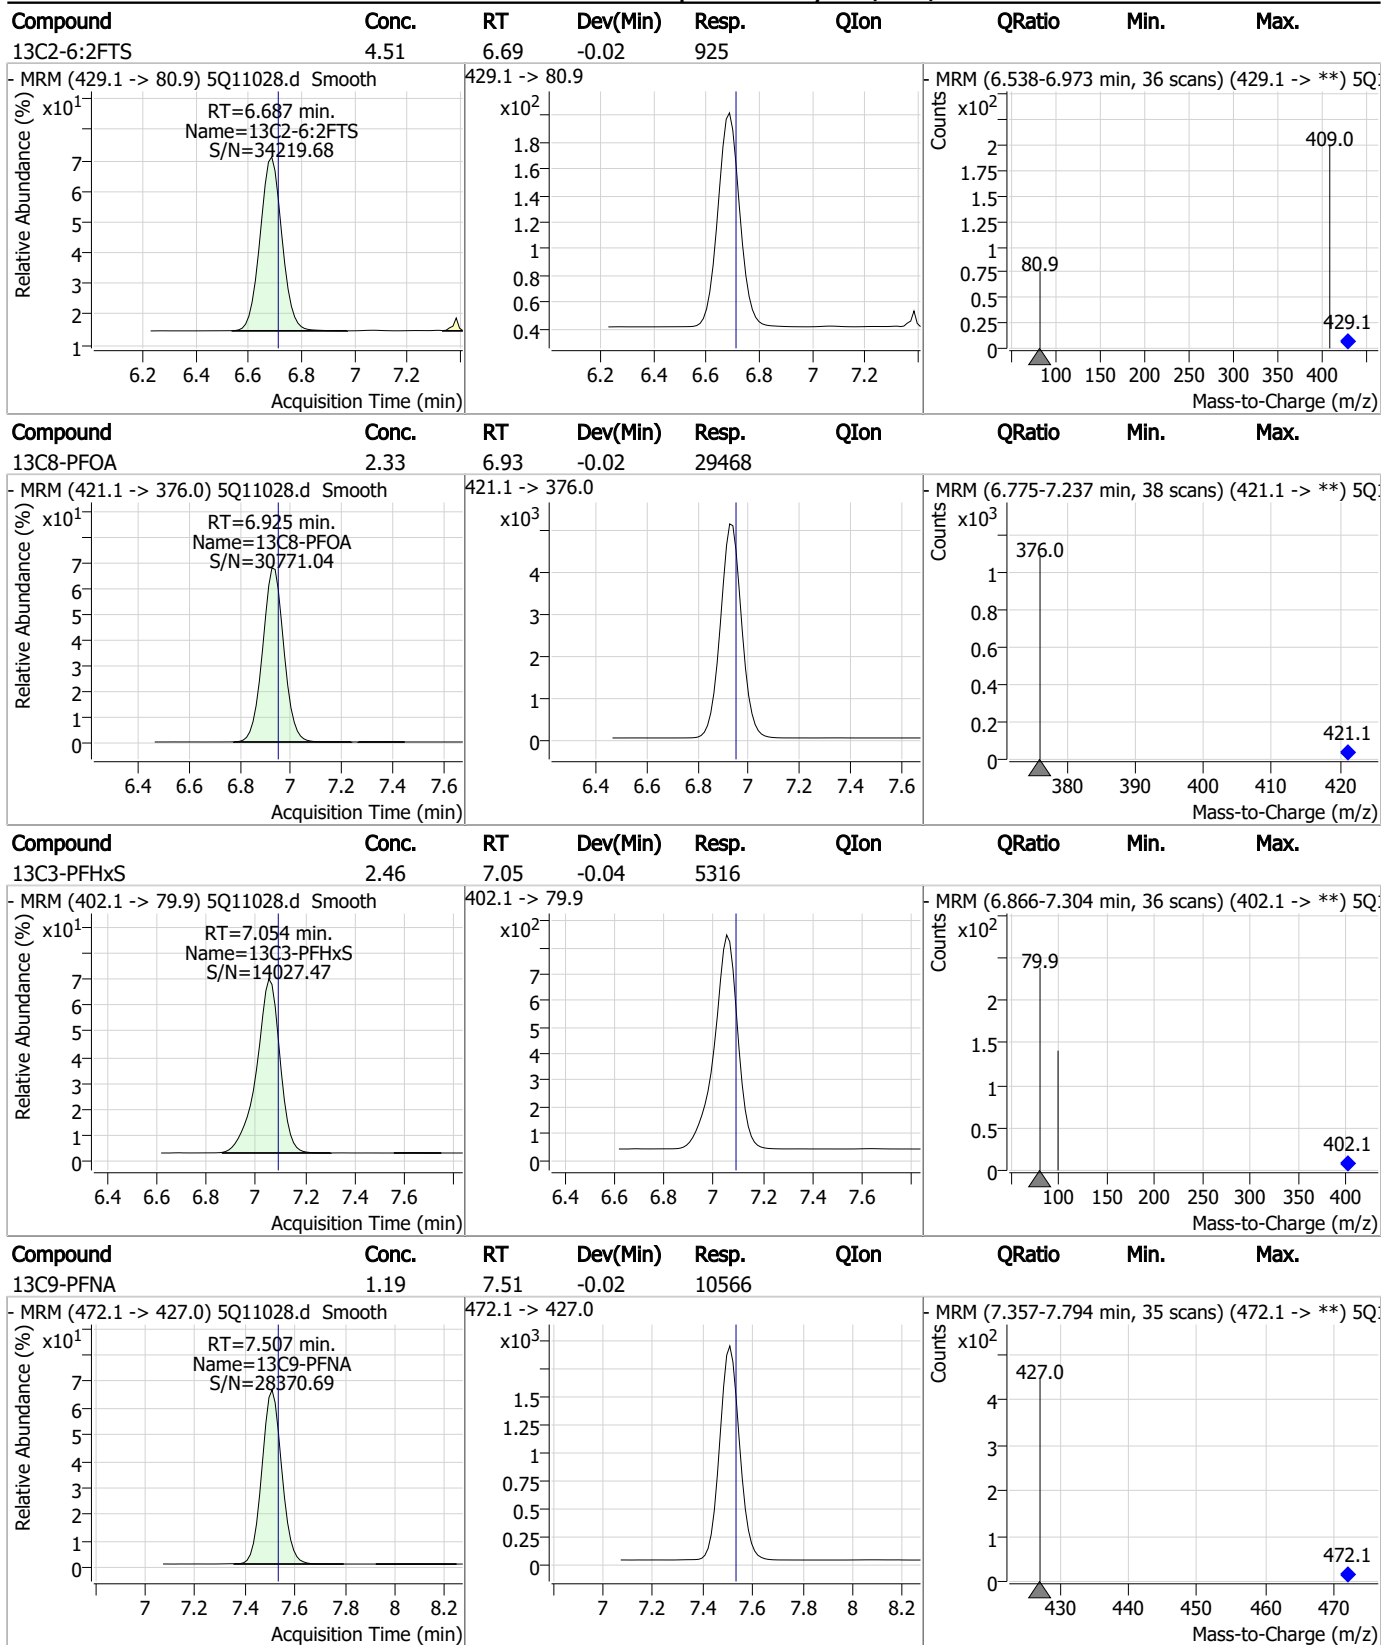 Compound Conc. RT Dev(Min) Resp. QIon QRatio Min. Max.
13C2-6:2FTS 4.51 6.69 -0.02 925
- MRM (429.1 -> 80.9) 5Q11028.d Smooth
429.1 -> 80.9
- MRM (6.538-6.973 min, 36 scans) (429.1 -> **) 5Q1
Relative Abundance (%)
x10^1
RT=6.687 min.
Name=13C2-6:2FTS
S/N=34219.68
7
6
5
4
3
2
1
6.2 6.4 6.6 6.8 7 7.2
Acquisition Time (min)
x10^2
1.8
1.6
1.4
1.2
1
0.8
0.6
0.4
6.2 6.4 6.6 6.8 7 7.2
Counts
x10^2
2
1.75
1.5
1.25
1
0.75
0.5
0.25
0
409.0
80.9
429.1
100 150 200 250 300 350 400
Mass-to-Charge (m/z)
Compound Conc. RT Dev(Min) Resp. QIon QRatio Min. Max.
13C8-PFOA 2.33 6.93 -0.02 29468
- MRM (421.1 -> 376.0) 5Q11028.d Smooth
421.1 -> 376.0
- MRM (6.775-7.237 min, 38 scans) (421.1 -> **) 5Q1
Relative Abundance (%)
x10^1
RT=6.925 min.
Name=13C8-PFOA
S/N=30771.04
7
6
5
4
3
2
1
0
6.4 6.6 6.8 7 7.2 7.4 7.6
Acquisition Time (min)
x10^3
4
3
2
1
0
6.4 6.6 6.8 7 7.2 7.4 7.6
Counts
x10^3
1
0.8
0.6
0.4
0.2
0
376.0
421.1
380 390 400 410 420
Mass-to-Charge (m/z)
Compound Conc. RT Dev(Min) Resp. QIon QRatio Min. Max.
13C3-PFHxS 2.46 7.05 -0.04 5316
- MRM (402.1 -> 79.9) 5Q11028.d Smooth
402.1 -> 79.9
- MRM (6.866-7.304 min, 36 scans) (402.1 -> **) 5Q1
Relative Abundance (%)
x10^1
RT=7.054 min.
Name=13C3-PFHxS
S/N=14027.47
7
6
5
4
3
2
1
0
6.4 6.6 6.8 7 7.2 7.4 7.6
Acquisition Time (min)
x10^2
7
6
5
4
3
2
1
0
6.4 6.6 6.8 7 7.2 7.4 7.6
Counts
x10^2
2
1.5
1
0.5
0
79.9
402.1
100 150 200 250 300 350 400
Mass-to-Charge (m/z)
Compound Conc. RT Dev(Min) Resp. QIon QRatio Min. Max.
13C9-PFNA 1.19 7.51 -0.02 10566
- MRM (472.1 -> 427.0) 5Q11028.d Smooth
472.1 -> 427.0
- MRM (7.357-7.794 min, 35 scans) (472.1 -> **) 5Q1
Relative Abundance (%)
x10^1
RT=7.507 min.
Name=13C9-PFNA
S/N=28370.69
7
6
5
4
3
2
1
0
7 7.2 7.4 7.6 7.8 8 8.2
Acquisition Time (min)
x10^3
1.5
1.25
1
0.75
0.5
0.25
0
7 7.2 7.4 7.6 7.8 8 8.2
Counts
x10^2
4
3
2
1
0
427.0
472.1
430 440 450 460 470
Mass-to-Charge (m/z)